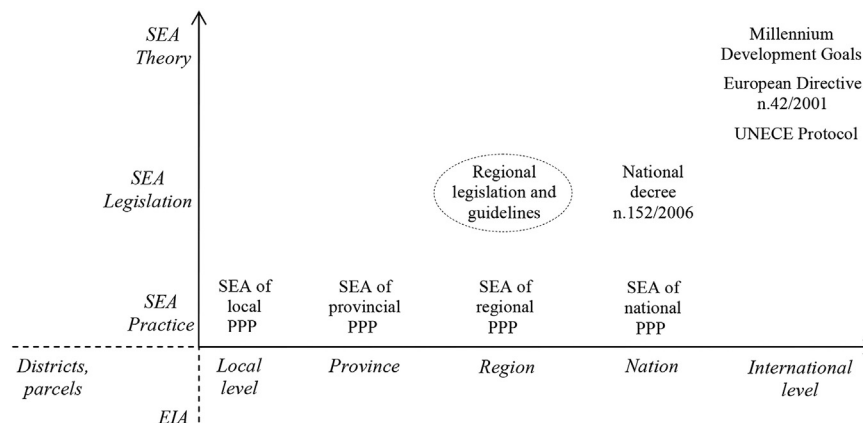 SEA
Theory
Millennium
Development Goals
European Directive
n.42/2001
UNECE Protocol
SEA
Legislation
Regional
legislation and
guidelines
National
decree
n.152/2006
SEA
Practice
SEA of
local
PPP
SEA of
provincial
PPP
SEA of
regional
PPP
SEA of
national
PPP
Districts,
parcels
Local
level
Province
Region
Nation
International
level
EIA